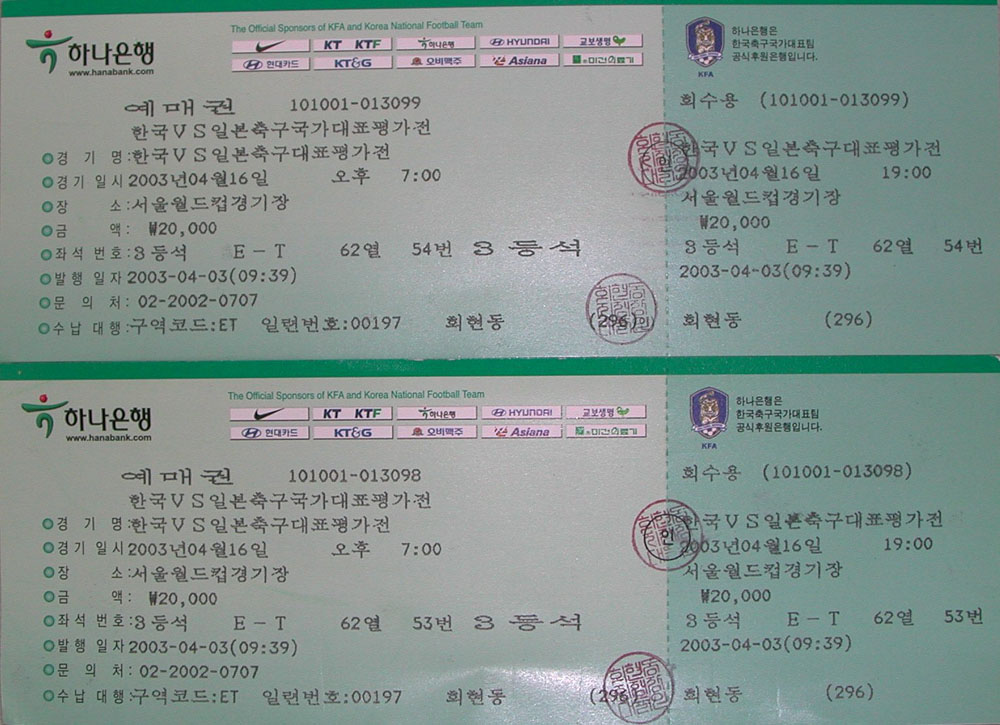 하나은행
www.hanabank.com
The Official Sponsors of KFA and Korea National Football Team
KT KTF 하나은행 HYUNDAI 교보생명
현대카드 KT&G 오비맥주 Asiana 미건의료기
KFA
하나은행은
한국축구국가대표팀
공식후원은행입니다.
예매권 101001-013099
회수용 (101001-013099)
한국VS일본축구국가대표평가전
경 기 명:한국VS일본축구대표평가전
한국VS일본축구대표평가전
경기 일시 2003년04월16일 오후 7:00
2003년04월16일 19:00
장 소:서울월드컵경기장
서울월드컵경기장
금 액: ₩20,000
₩20,000
좌석 번호:3등석 E-T 62열 54번 3 등석
3등석 E-T 62열 54번
발행 일자 2003-04-03(09:39)
2003-04-03(09:39)
문 의 처: 02-2002-0707
수납 대행:구역코드:ET 일련번호:00197 회현동 (296)
회현동 (296)
하나은행
www.hanabank.com
The Official Sponsors of KFA and Korea National Football Team
KT KTF 하나은행 HYUNDAI 교보생명
현대카드 KT&G 오비맥주 Asiana 미건의료기
KFA
하나은행은
한국축구국가대표팀
공식후원은행입니다.
예매권 101001-013098
회수용 (101001-013098)
한국VS일본축구국가대표평가전
경 기 명:한국VS일본축구대표평가전
한국VS일본축구대표평가전
경기 일시 2003년04월16일 오후 7:00
2003년04월16일 19:00
인
장 소:서울월드컵경기장
서울월드컵경기장
금 액: ₩20,000
₩20,000
좌석 번호:3등석 E-T 62열 53번 3 등석
3등석 E-T 62열 53번
발행 일자 2003-04-03(09:39)
2003-04-03(09:39)
문 의 처: 02-2002-0707
수납 대행:구역코드:ET 일련번호:00197 회현동 (296)
회현동 (296)